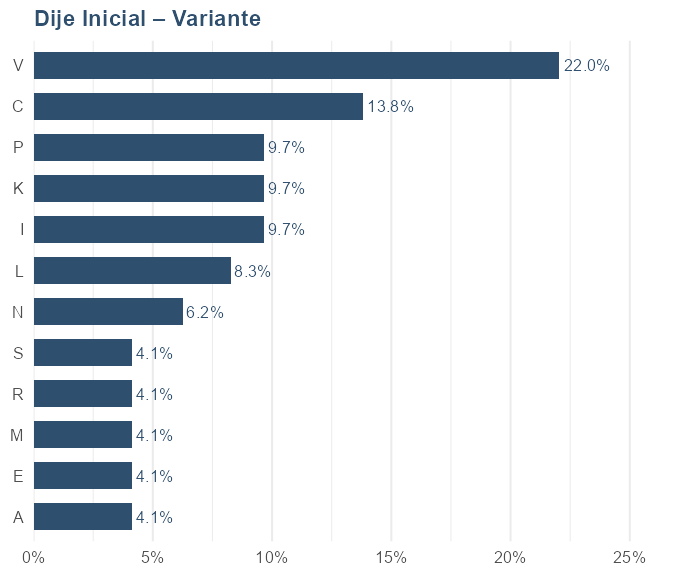 Dije Inicial – Variante
V 22.0%
C 13.8%
P 9.7%
K 9.7%
I 9.7%
L 8.3%
N 6.2%
S 4.1%
R 4.1%
M 4.1%
E 4.1%
A 4.1%
0% 5% 10% 15% 20% 25%